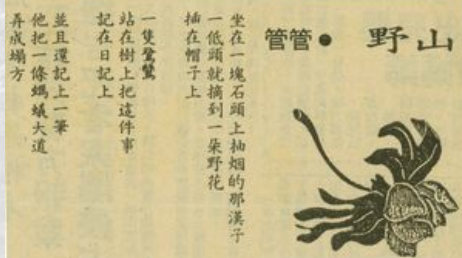 山野●管管
坐在一塊石頭上抽烟的那漢子
一低頭就摘到一朵野花
插在帽子上
一隻鷺鷥
站在樹上把這件事
記在日記上
並且還記上一筆
他把一條螞蟻大道
弄成塌方